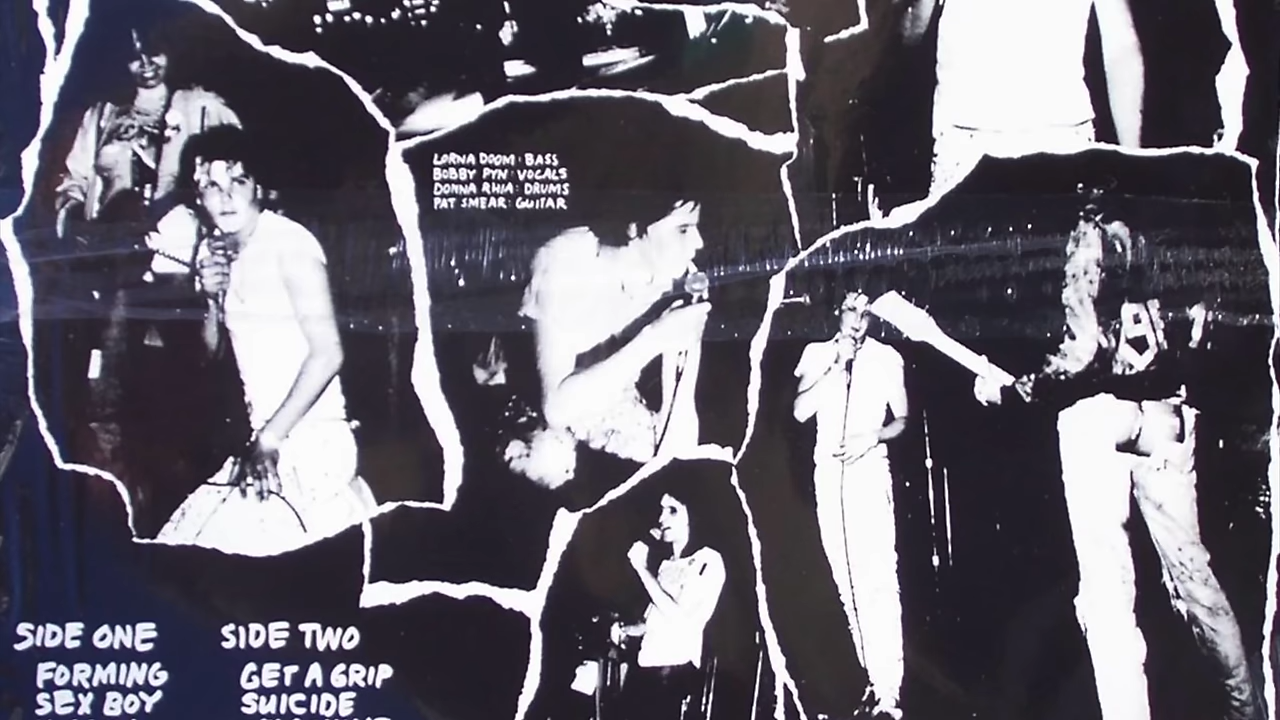 LORNA DOOM · BASS
BOBBY PYN · VOCALS
DONNA RHIA · DRUMS
PAT SMEAR · GUITAR
SIDE ONE
FORMING
SEX BOY
SIDE TWO
GET A GRIP
SUICIDE